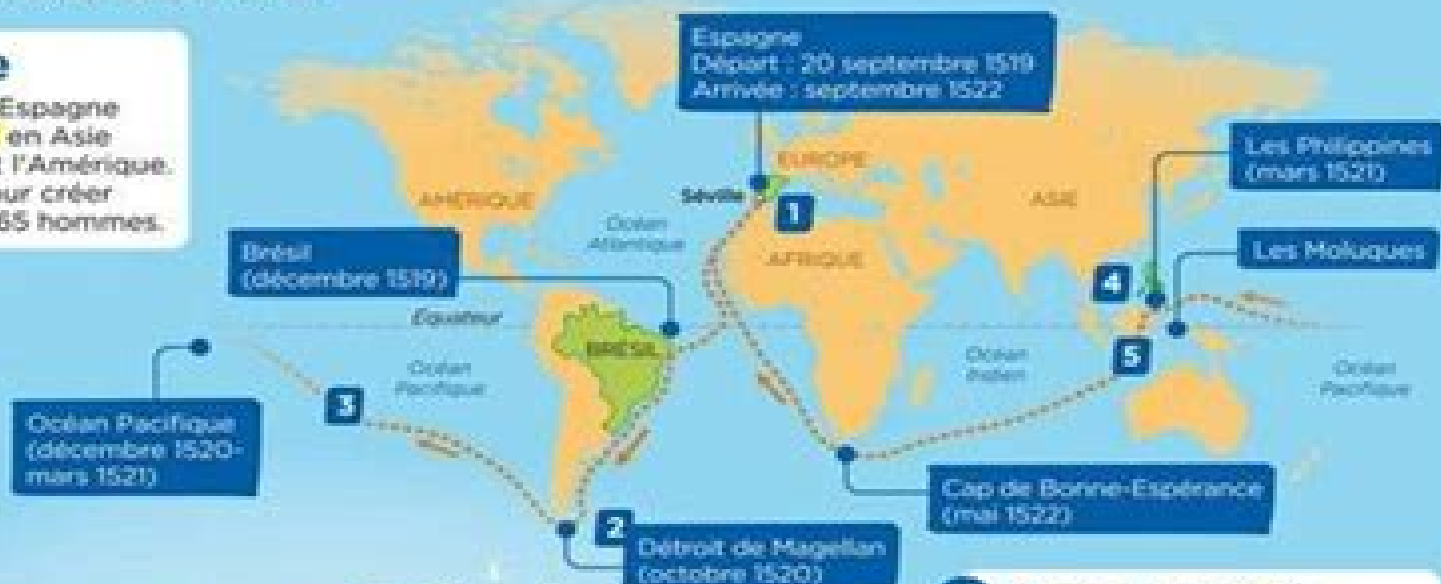 e
Espagne
en Asie
t l'Amérique.
ur créer
65 hommes.
Espagne
Départ : 20 septembre 1519
Arrivée : septembre 1522
Les Philippines
(mars 1521)
Les Moluques
EUROPE
ASIE
AMÉRIQUE
AFRIQUE
Séville
1
Océan
Atlantique
Brésil
(décembre 1519)
Équateur
BRÉSIL
4
5
Océan
Pacifique
Océan
Indien
Océan
Pacifique
3
Océan Pacifique
(décembre 1520-
mars 1521)
Cap de Bonne-Espérance
(mai 1522)
2
Détroit de Magellan
(octobre 1520)